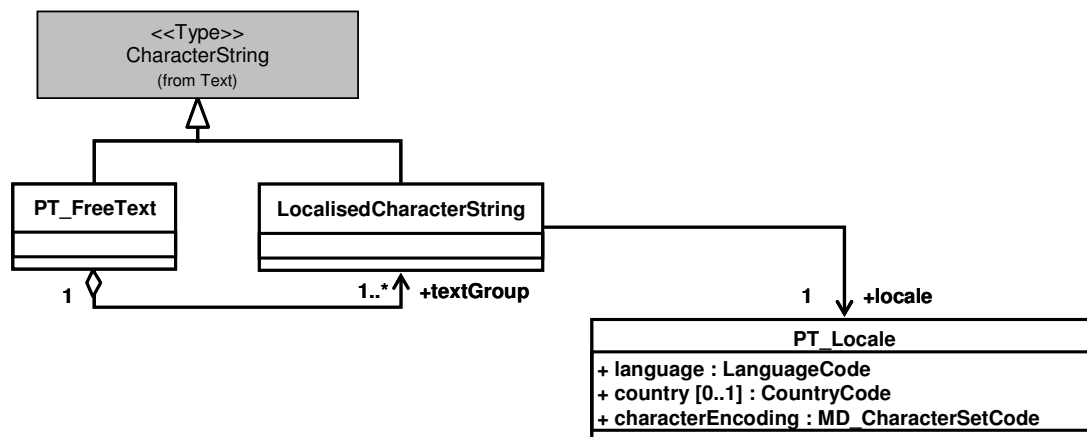 <<Type>>
CharacterString
(from Text)
PT_FreeText
LocalisedCharacterString
1
1..*
+textGroup
1
+locale
PT_Locale
+ language : LanguageCode
+ country [0..1] : CountryCode
+ characterEncoding : MD_CharacterSetCode